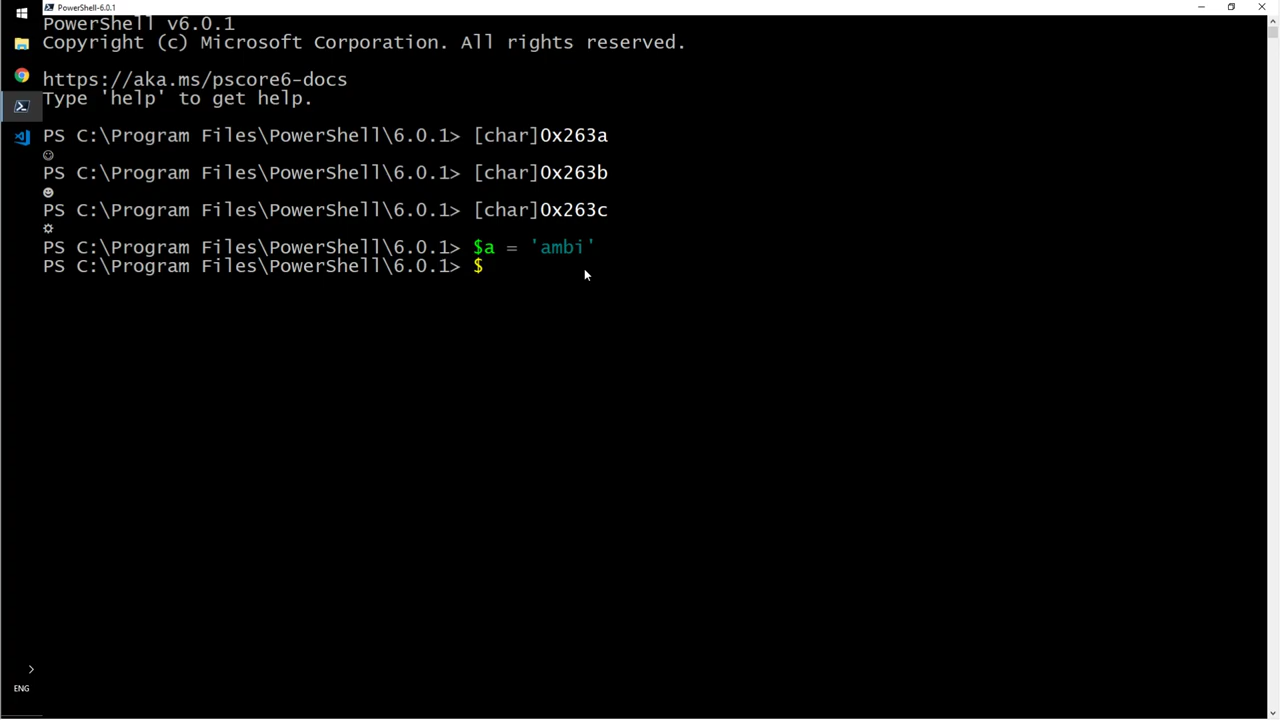 PowerShell-6.0.1
PowerShell v6.0.1
Copyright (c) Microsoft Corporation. All rights reserved.
https://aka.ms/pscore6-docs
Type 'help' to get help.
PS C:\Program Files\PowerShell\6.0.1> [char]0x263a
☺
PS C:\Program Files\PowerShell\6.0.1> [char]0x263b
☻
PS C:\Program Files\PowerShell\6.0.1> [char]0x263c
☼
PS C:\Program Files\PowerShell\6.0.1> $a = 'ambi'
PS C:\Program Files\PowerShell\6.0.1> $
ENG